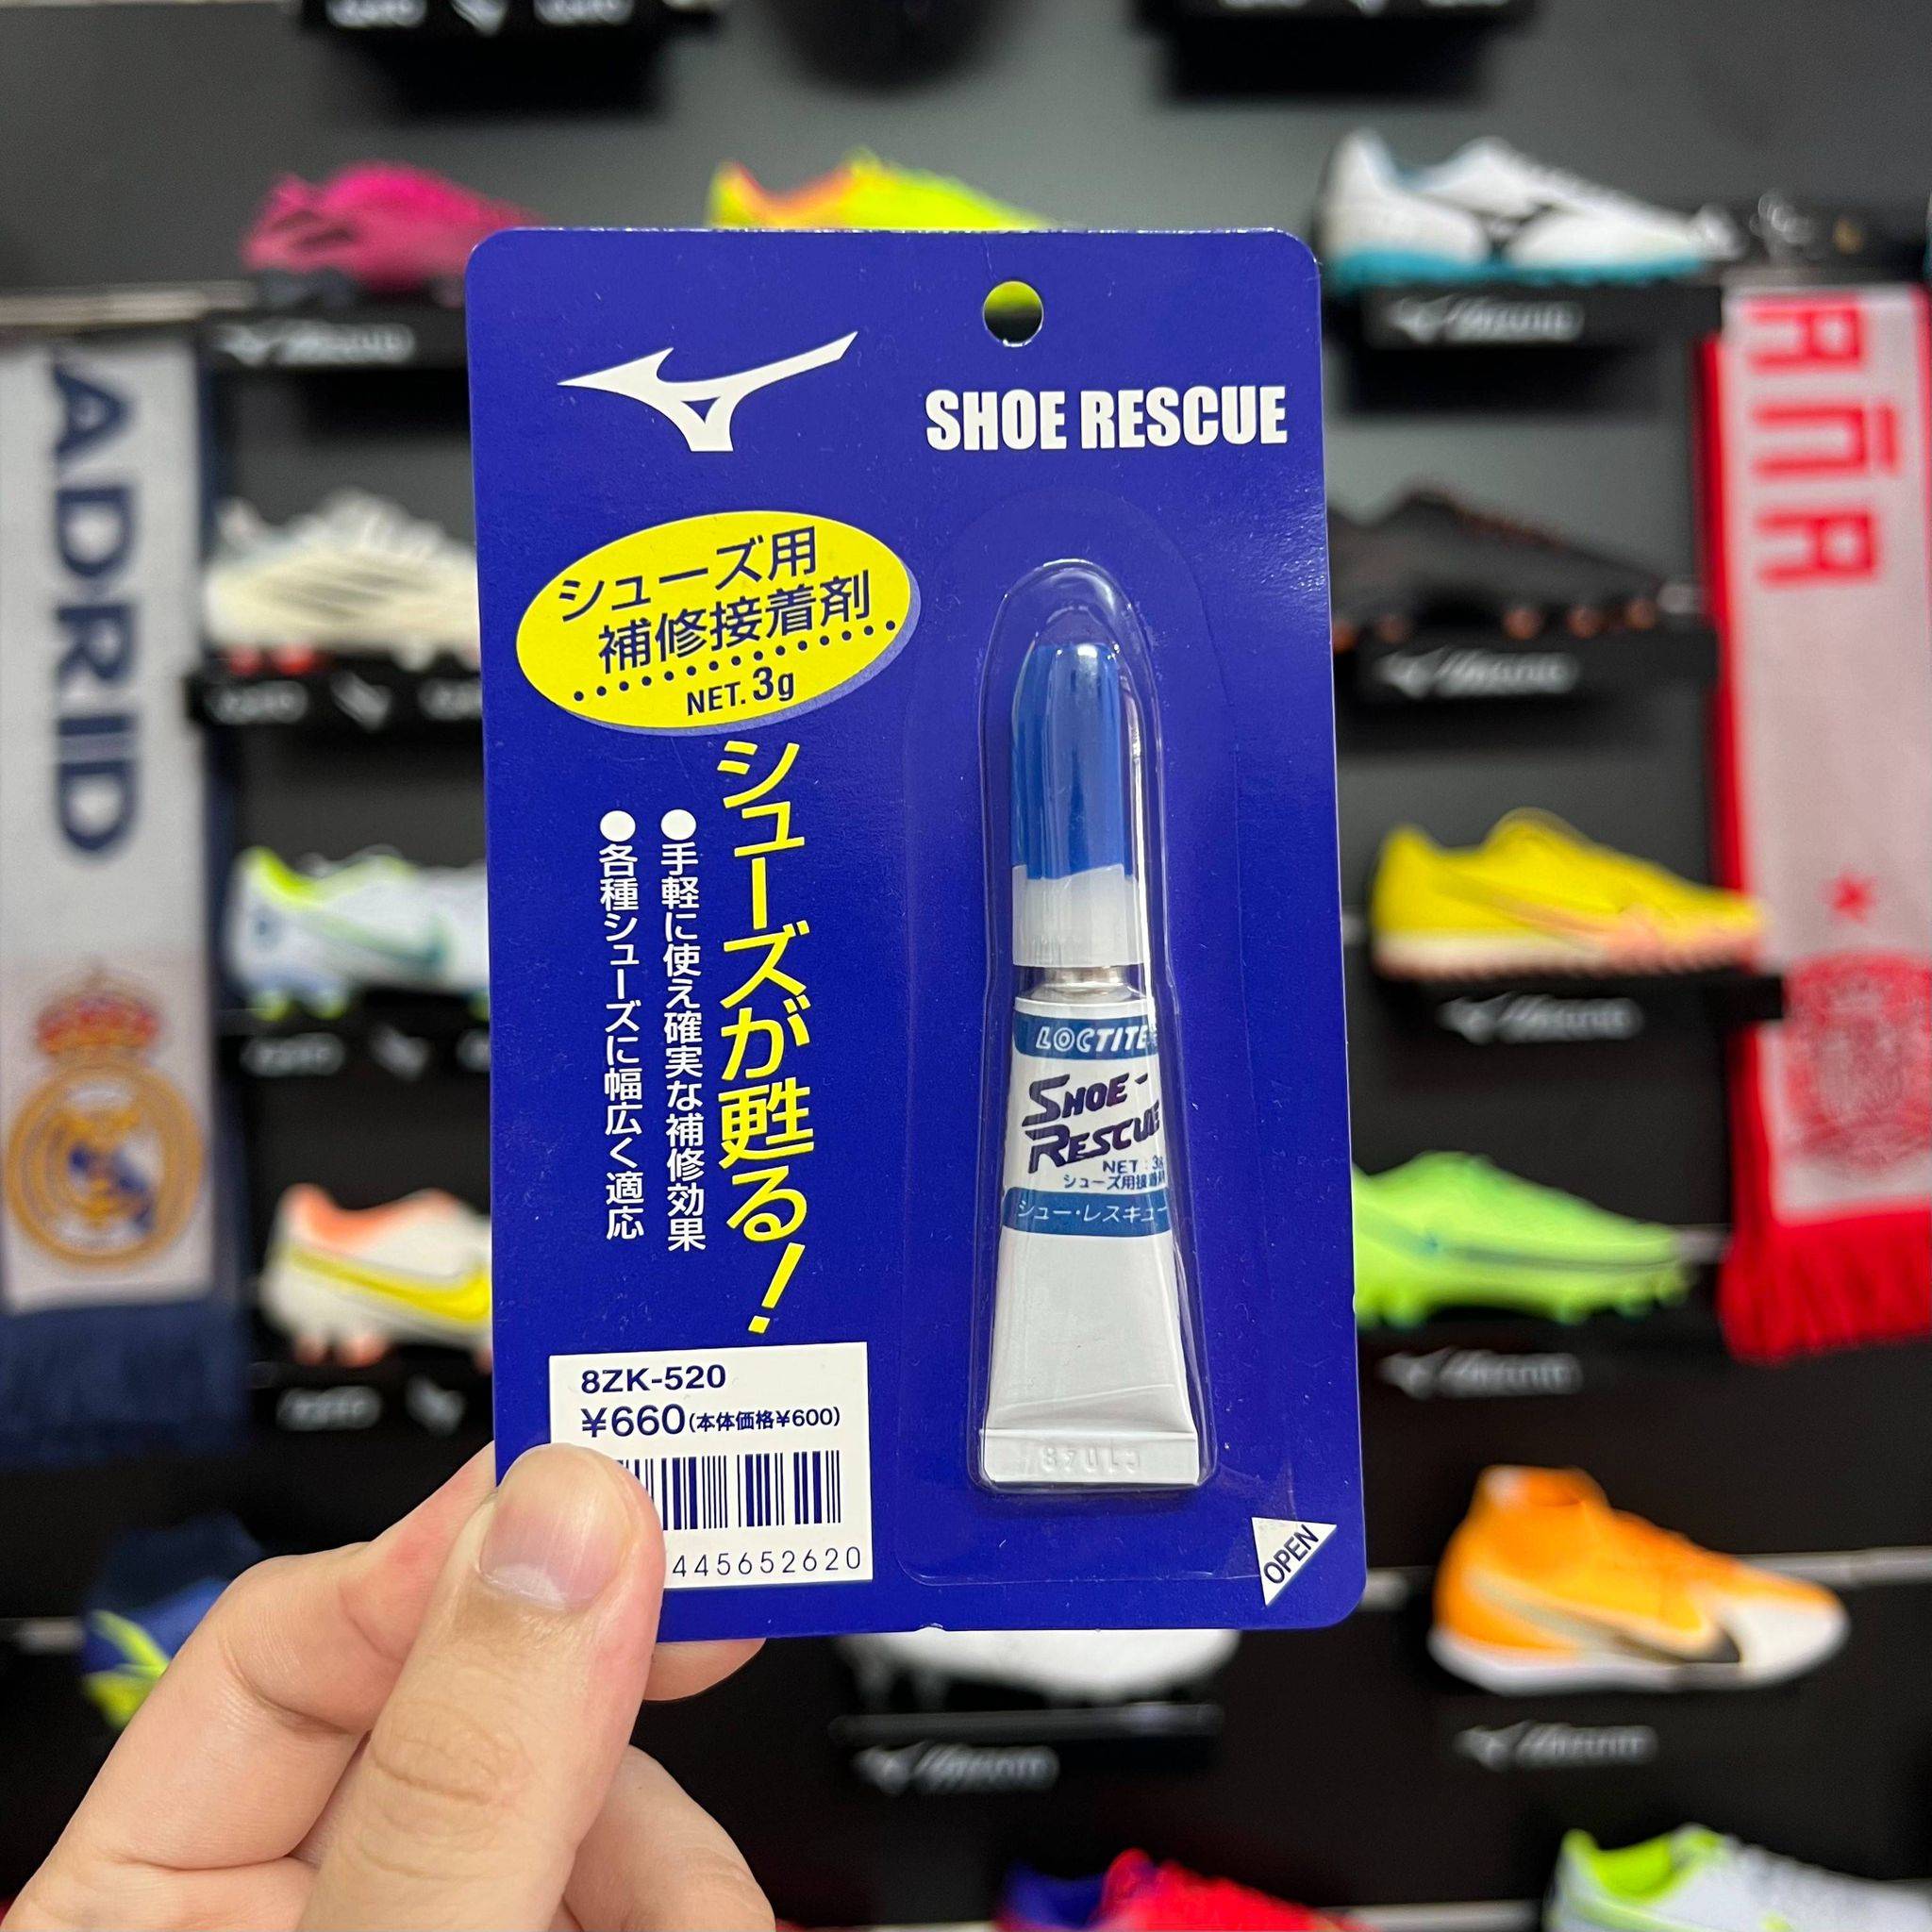 SHOE RESCUE
シューズ用
補修接着剤
NET. 3g
シューズが甦る!
●手軽に使え確実な補修効果
●各種シューズに幅広く適応
LOCTITE
SHOE-
RESCUE
NET: 3g
シューズ用接着剤
シュー・レスキュー
8ZK-520
¥660(本体価格¥600)
445652620
OPEN
ADRID